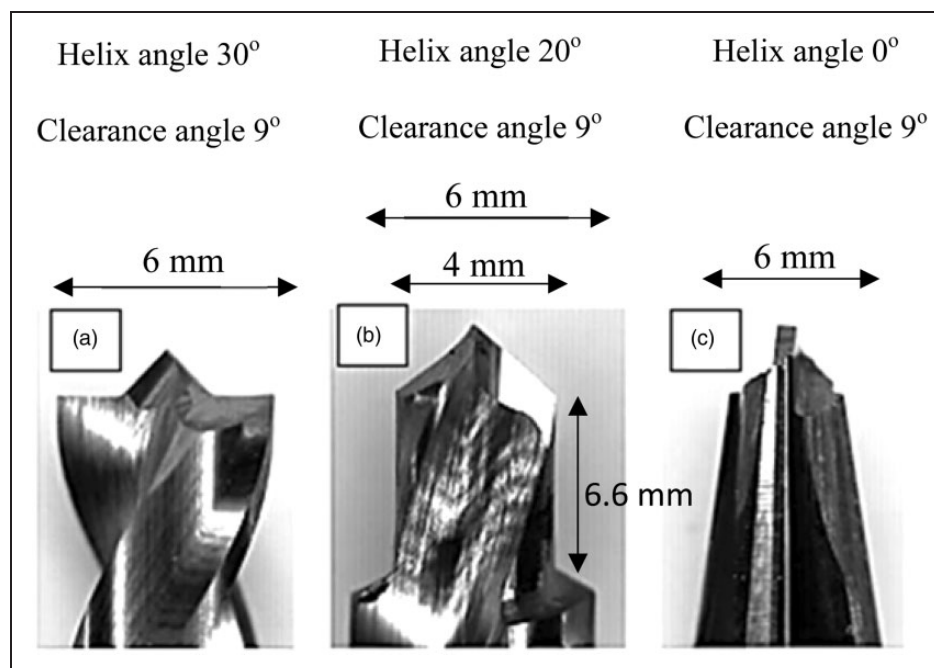 Helix angle 30°
Helix angle 20°
Helix angle 0°
Clearance angle 9°
Clearance angle 9°
Clearance angle 9°
6 mm
4 mm
6 mm
6 mm
(a)
(b)
(c)
6.6 mm